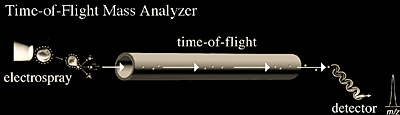 Time-of-Flight Mass Analyzer
time-of-flight
electrospray
detector
m/z